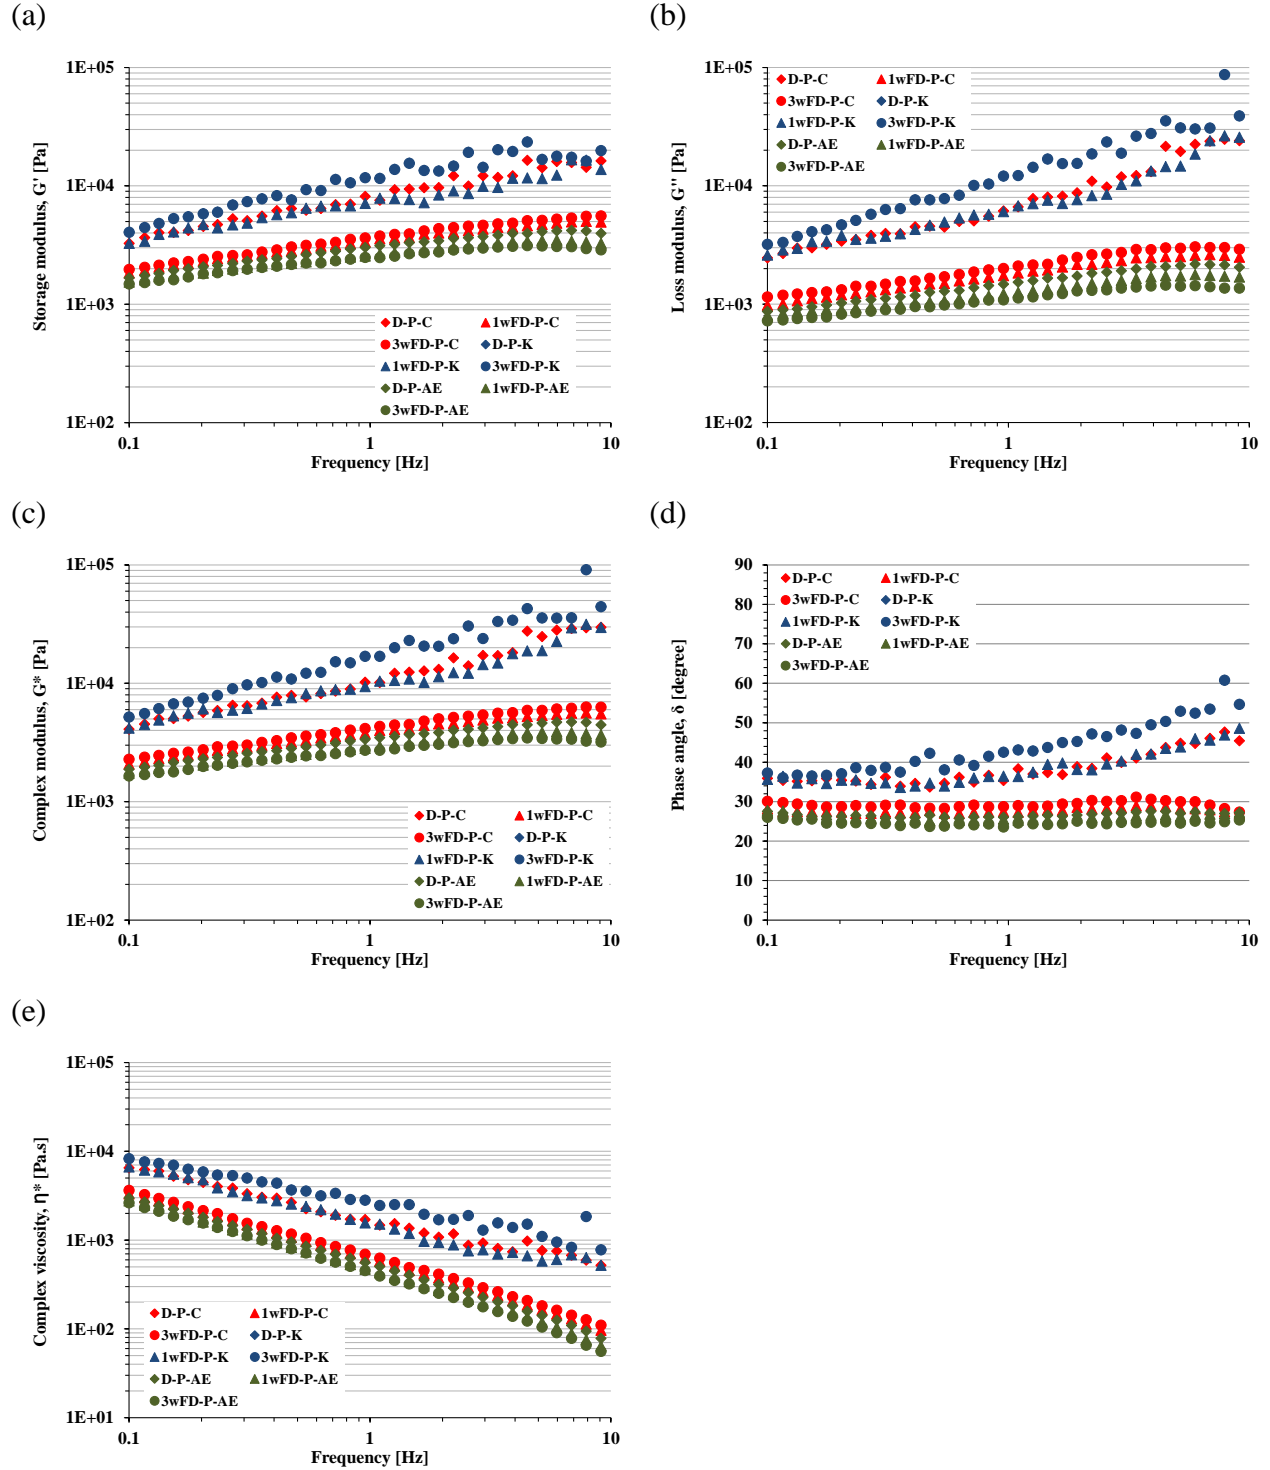 (a)
1E+05
1E+04
1E+03
1E+02
Storage modulus, G' [Pa]
D-P-C 1wFD-P-C
3wFD-P-C D-P-K
1wFD-P-K 3wFD-P-K
D-P-AE 1wFD-P-AE
3wFD-P-AE
0.1 1 10
Frequency [Hz]
(b)
1E+05
1E+04
1E+03
1E+02
Loss modulus, G'' [Pa]
D-P-C 1wFD-P-C
3wFD-P-C D-P-K
1wFD-P-K 3wFD-P-K
D-P-AE 1wFD-P-AE
3wFD-P-AE
0.1 1 10
Frequency [Hz]
(c)
1E+05
1E+04
1E+03
1E+02
Complex modulus, G* [Pa]
D-P-C 1wFD-P-C
3wFD-P-C D-P-K
1wFD-P-K 3wFD-P-K
D-P-AE 1wFD-P-AE
3wFD-P-AE
0.1 1 10
Frequency [Hz]
(d)
90
80
70
60
50
40
30
20
10
0
Phase angle, δ [degree]
D-P-C 1wFD-P-C
3wFD-P-C D-P-K
1wFD-P-K 3wFD-P-K
D-P-AE 1wFD-P-AE
3wFD-P-AE
0.1 1 10
Frequency [Hz]
(e)
1E+05
1E+04
1E+03
1E+02
1E+01
Complex viscosity, η* [Pa.s]
D-P-C 1wFD-P-C
3wFD-P-C D-P-K
1wFD-P-K 3wFD-P-K
D-P-AE 1wFD-P-AE
3wFD-P-AE
0.1 1 10
Frequency [Hz]